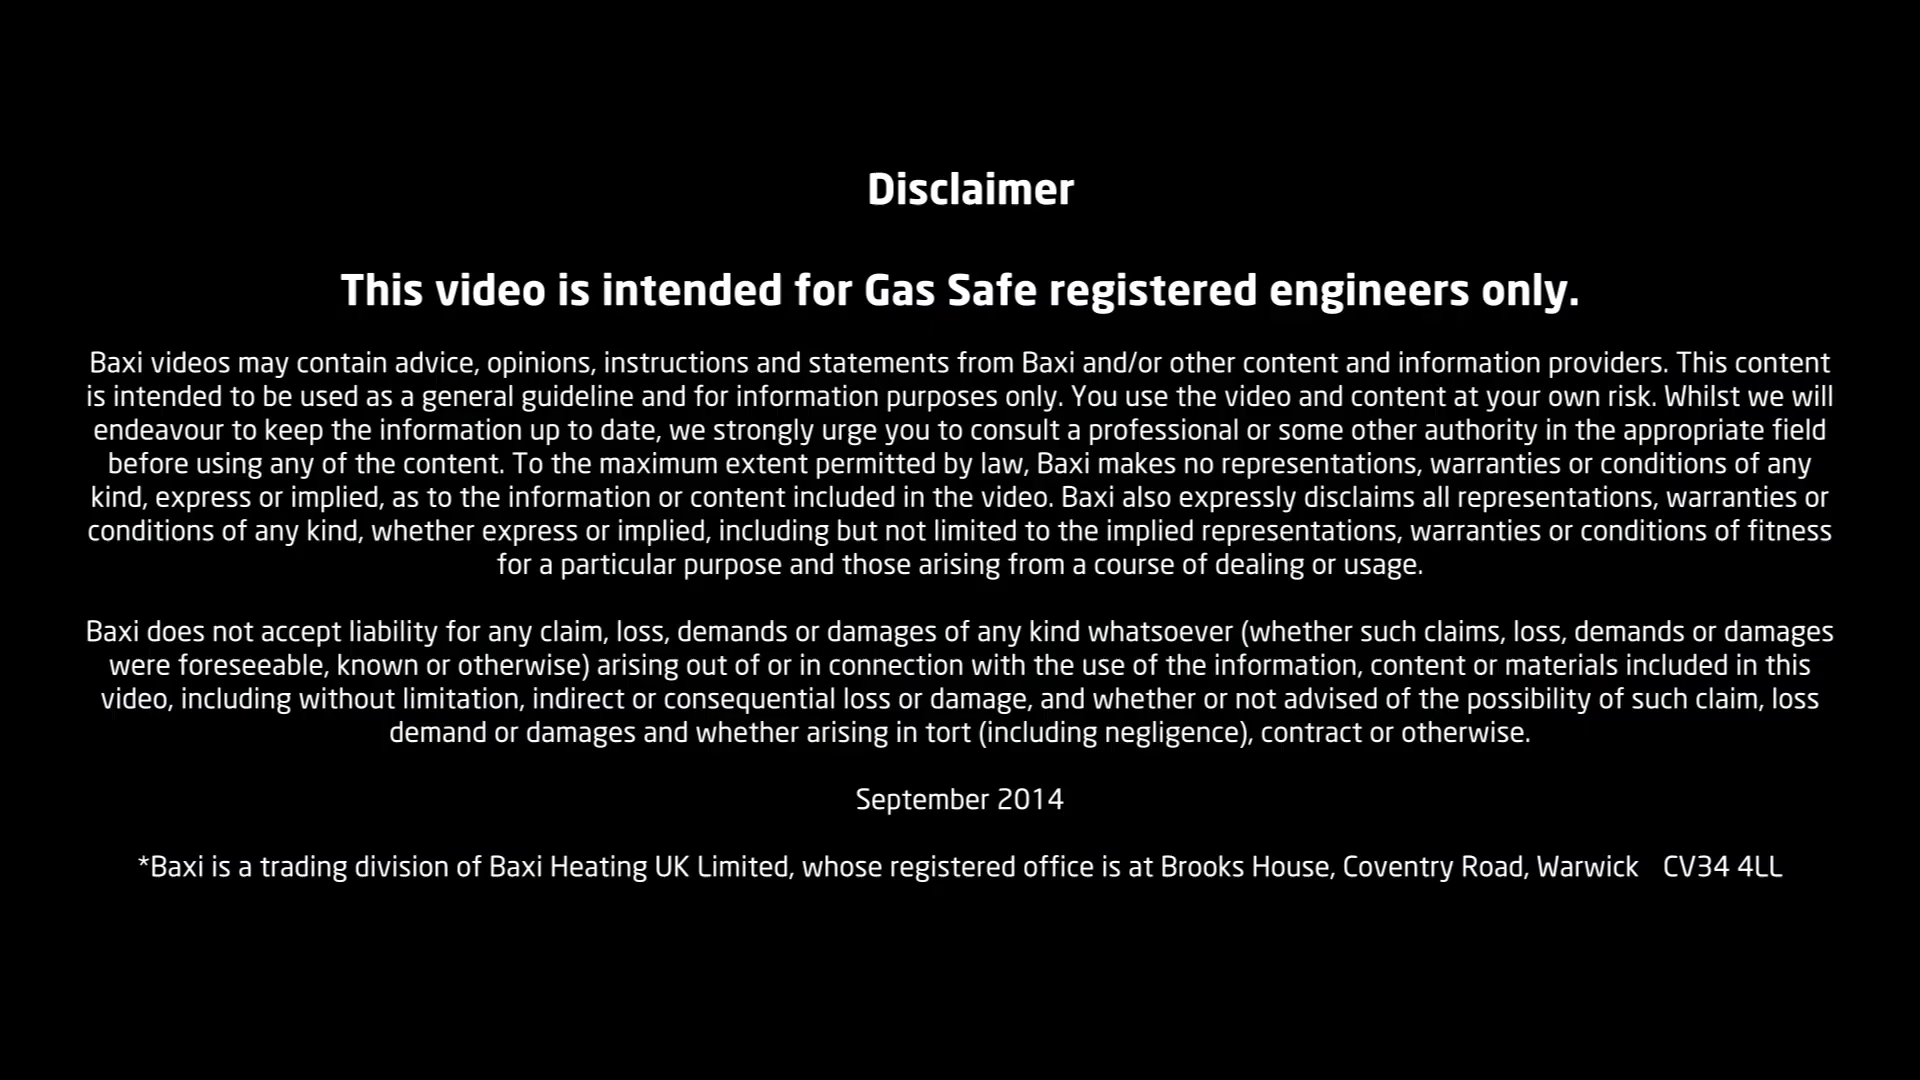 Disclaimer
This video is intended for Gas Safe registered engineers only.
Baxi videos may contain advice, opinions, instructions and statements from Baxi and/or other content and information providers. This content
is intended to be used as a general guideline and for information purposes only. You use the video and content at your own risk. Whilst we will
endeavour to keep the information up to date, we strongly urge you to consult a professional or some other authority in the appropriate field
before using any of the content. To the maximum extent permitted by law, Baxi makes no representations, warranties or conditions of any
kind, express or implied, as to the information or content included in the video. Baxi also expressly disclaims all representations, warranties or
conditions of any kind, whether express or implied, including but not limited to the implied representations, warranties or conditions of fitness
for a particular purpose and those arising from a course of dealing or usage.
Baxi does not accept liability for any claim, loss, demands or damages of any kind whatsoever (whether such claims, loss, demands or damages
were foreseeable, known or otherwise) arising out of or in connection with the use of the information, content or materials included in this
video, including without limitation, indirect or consequential loss or damage, and whether or not advised of the possibility of such claim, loss
demand or damages and whether arising in tort (including negligence), contract or otherwise.
September 2014
*Baxi is a trading division of Baxi Heating UK Limited, whose registered office is at Brooks House, Coventry Road, Warwick CV34 4LL